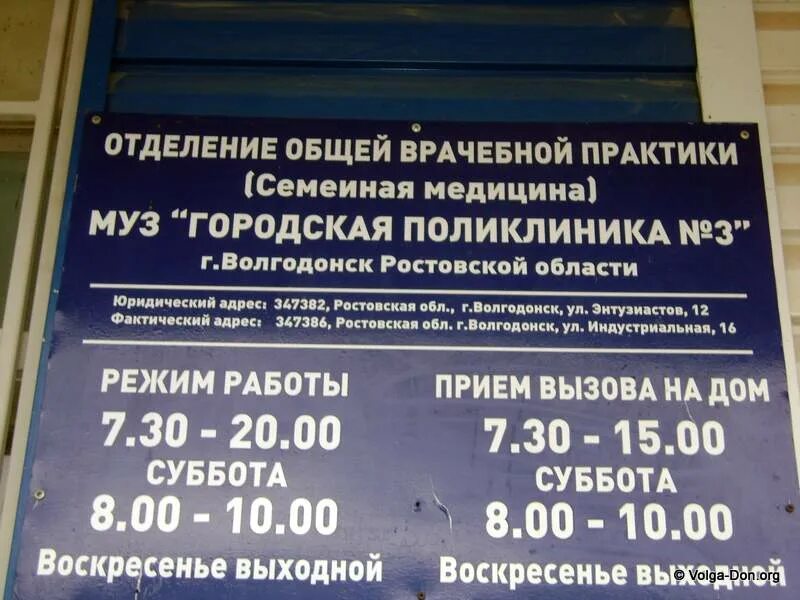 ОТДЕЛЕНИЕ ОБЩЕЙ ВРАЧЕБНОЙ ПРАКТИКИ
(Семейная медицина)
МУЗ “ГОРОДСКАЯ ПОЛИКЛИНИКА №3”
г.Волгодонск Ростовской области
Юридический адрес: 347382, Ростовская обл., г.Волгодонск, ул. Энтузиастов, 12
Фактический адрес: 347386, Ростовская обл. г.Волгодонск, ул. Индустриальная, 16
РЕЖИМ РАБОТЫ
7.30 - 20.00
СУББОТА
8.00 - 10.00
Воскресенье выходной
ПРИЕМ ВЫЗОВА НА ДОМ
7.30 - 15.00
СУББОТА
8.00 - 10.00
Воскресенье выходной
© Volga-Don.org